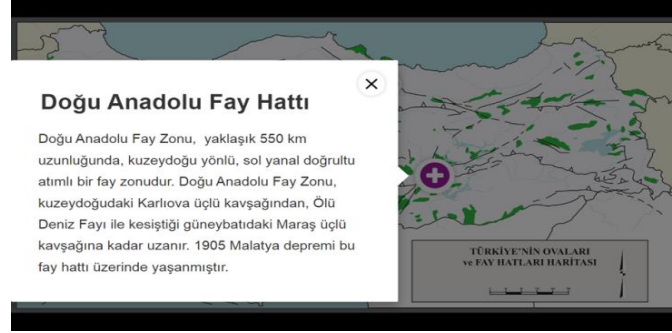 Doğu Anadolu Fay Hattı
Doğu Anadolu Fay Zonu, yaklaşık 550 km
uzunluğunda, kuzeydoğu yönlü, sol yanal doğrultu
atımlı bir fay zonudur. Doğu Anadolu Fay Zonu,
kuzeydoğudaki Karlıova üçlü kavşağından, Ölü
Deniz Fayı ile kesiştiği güneybatıdaki Maraş üçlü
kavşağına kadar uzanır. 1905 Malatya depremi bu
fay hattı üzerinde yaşanmıştır.
TÜRKİYE'NİN OVALARI
ve FAY HATLARI HARİTASI